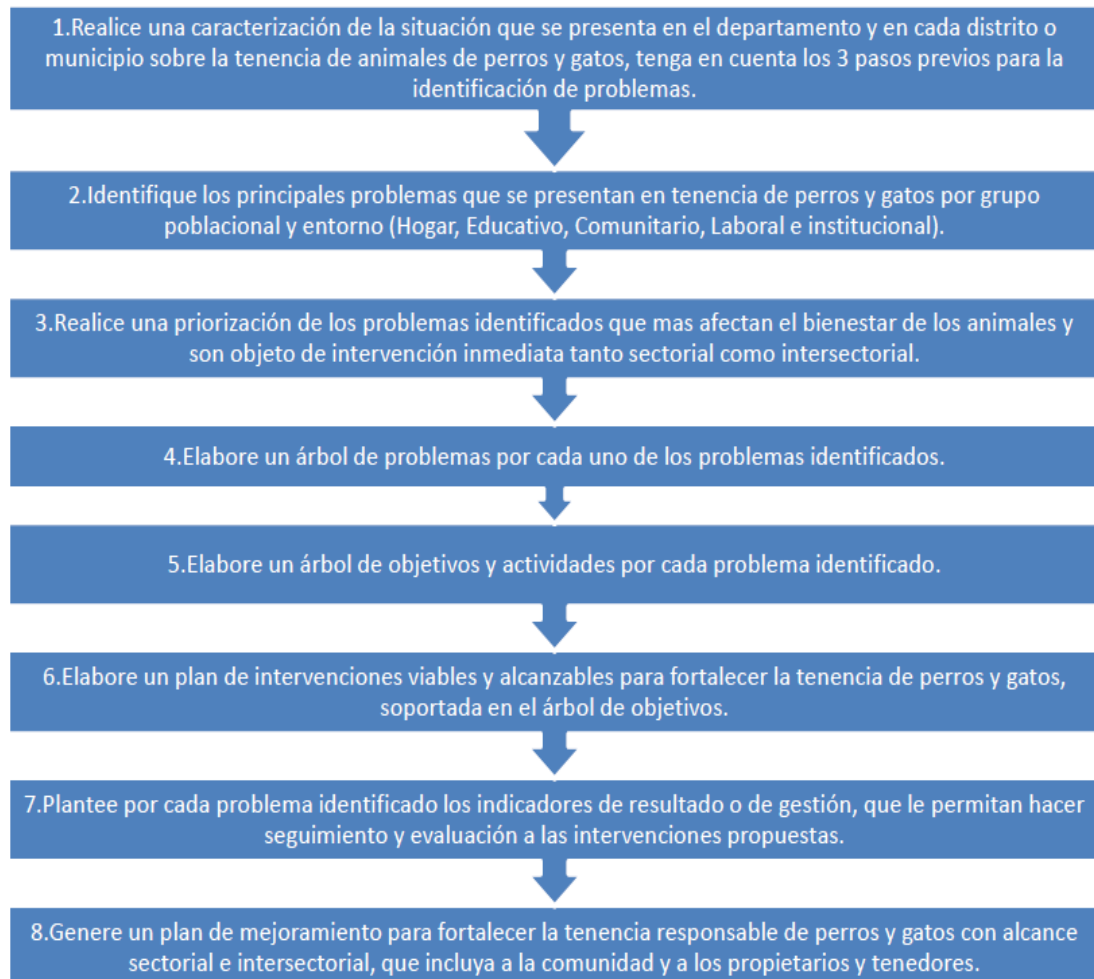 1.Realice una caracterización de la situación que se presenta en el departamento y en cada distrito o
municipio sobre la tenencia de animales de perros y gatos, tenga en cuenta los 3 pasos previos para la
identificación de problemas.
2.Identifique los principales problemas que se presentan en tenencia de perros y gatos por grupo
poblacional y entorno (Hogar, Educativo, Comunitario, Laboral e institucional).
3.Realice una priorización de los problemas identificados que mas afectan el bienestar de los animales y
son objeto de intervención inmediata tanto sectorial como intersectorial.
4.Elabore un árbol de problemas por cada uno de los problemas identificados.
5.Elabore un árbol de objetivos y actividades por cada problema identificado.
6.Elabore un plan de intervenciones viables y alcanzables para fortalecer la tenencia de perros y gatos,
soportada en el árbol de objetivos.
7.Plantee por cada problema identificado los indicadores de resultado o de gestión, que le permitan hacer
seguimiento y evaluación a las intervenciones propuestas.
8.Genere un plan de mejoramiento para fortalecer la tenencia responsable de perros y gatos con alcance
sectorial e intersectorial, que incluya a la comunidad y a los propietarios y tenedores.